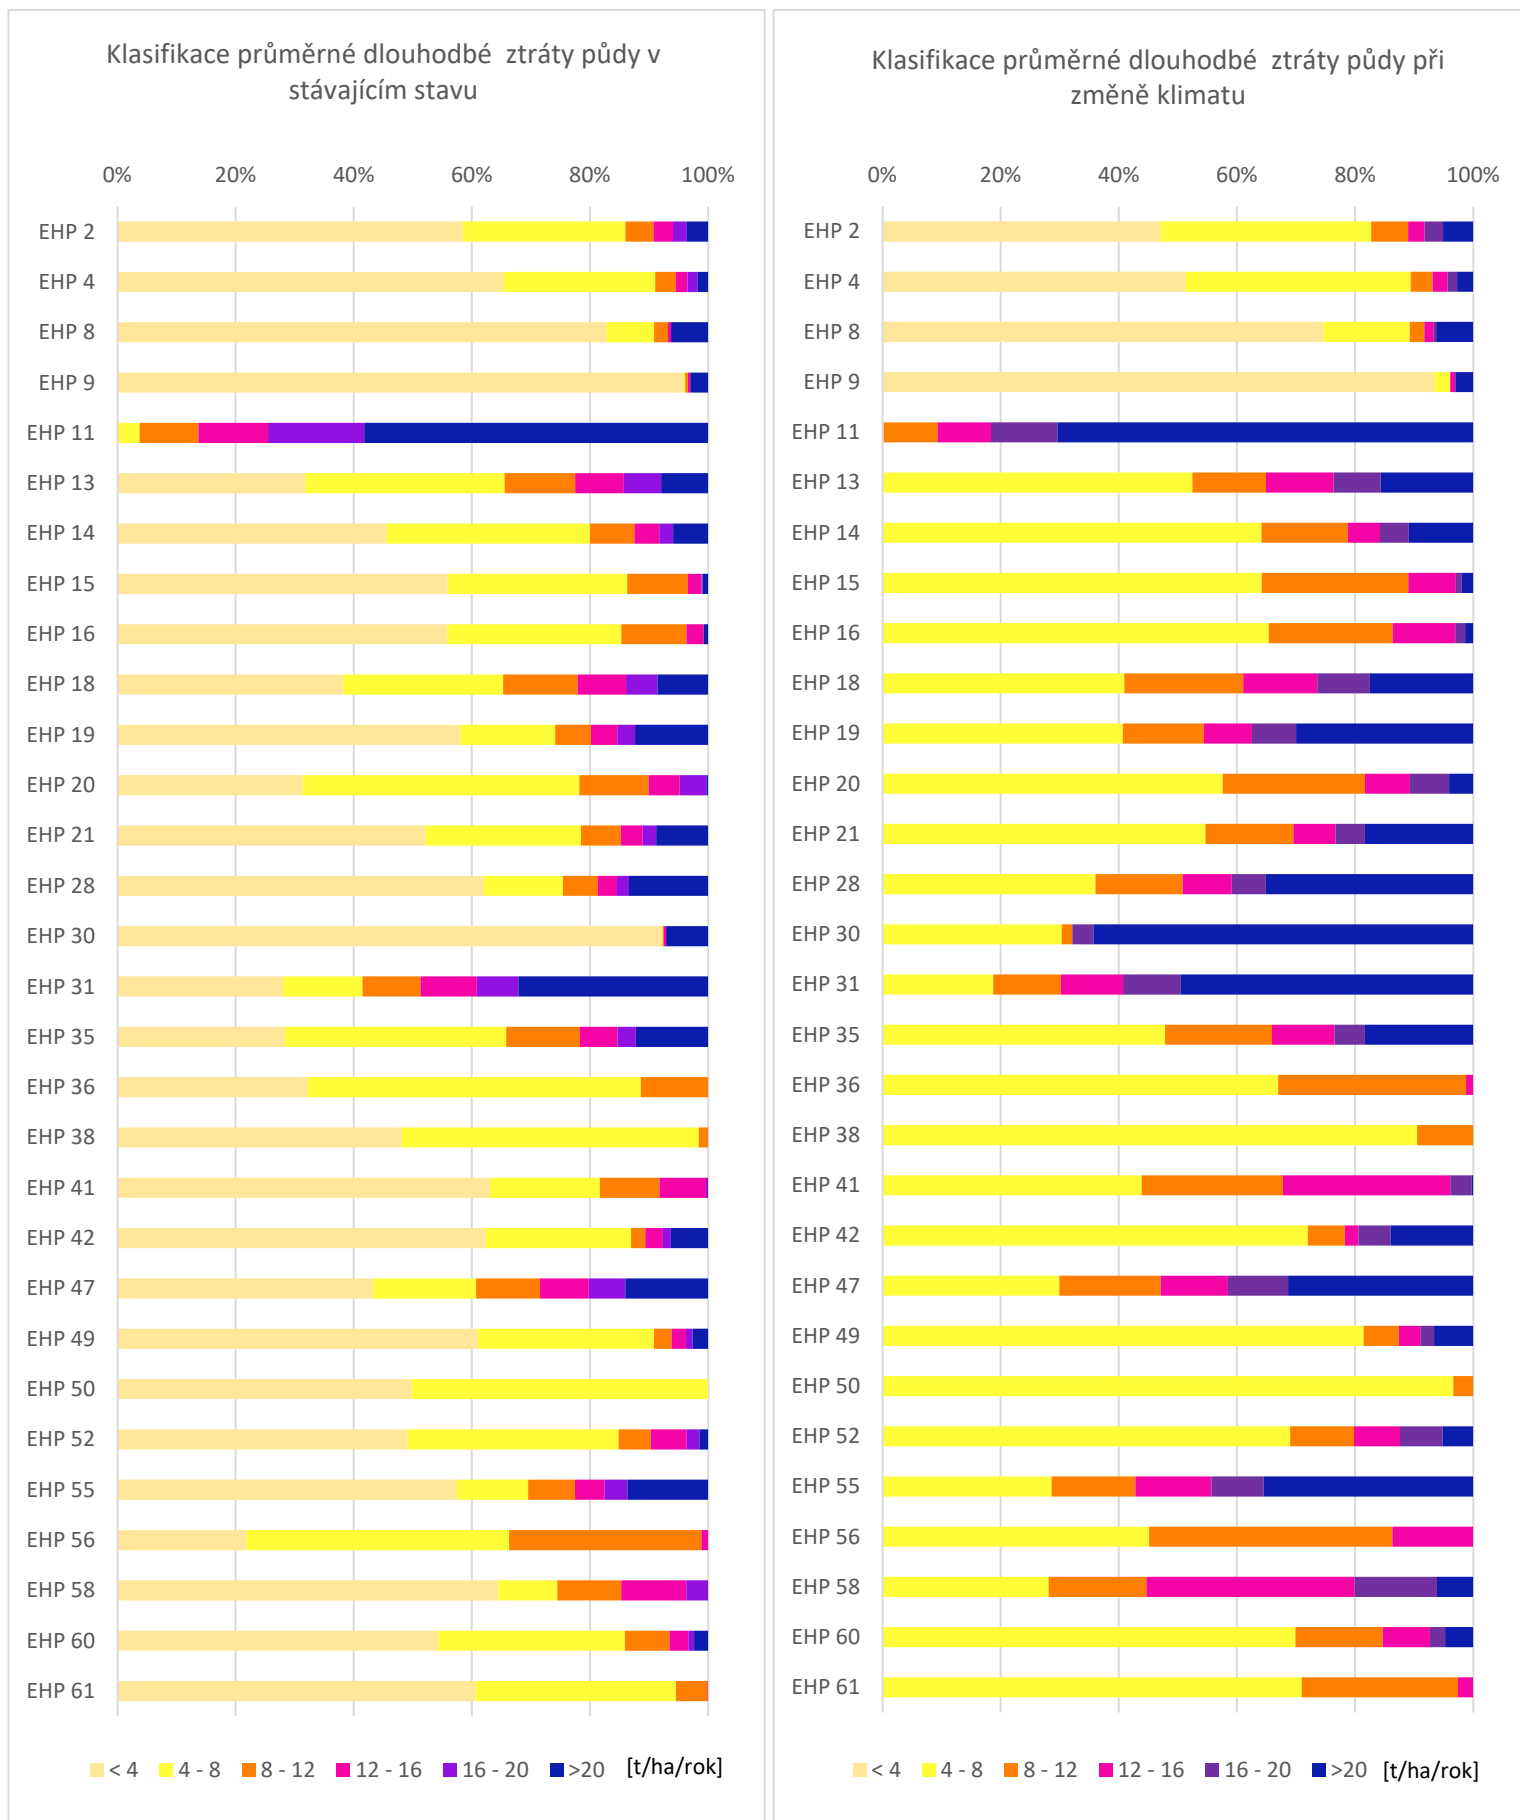 Klasifikace průměrné dlouhodbé  ztráty půdy v
stávajícím stavu
0% 20% 40% 60% 80% 100%
EHP 2
EHP 4
EHP 8
EHP 9
EHP 11
EHP 13
EHP 14
EHP 15
EHP 16
EHP 18
EHP 19
EHP 20
EHP 21
EHP 28
EHP 30
EHP 31
EHP 35
EHP 36
EHP 38
EHP 41
EHP 42
EHP 47
EHP 49
EHP 50
EHP 52
EHP 55
EHP 56
EHP 58
EHP 60
EHP 61
< 4 4 - 8 8 - 12 12 - 16 16 - 20 >20 [t/ha/rok]
Klasifikace průměrné dlouhodbé  ztráty půdy při
změně klimatu
0% 20% 40% 60% 80% 100%
EHP 2
EHP 4
EHP 8
EHP 9
EHP 11
EHP 13
EHP 14
EHP 15
EHP 16
EHP 18
EHP 19
EHP 20
EHP 21
EHP 28
EHP 30
EHP 31
EHP 35
EHP 36
EHP 38
EHP 41
EHP 42
EHP 47
EHP 49
EHP 50
EHP 52
EHP 55
EHP 56
EHP 58
EHP 60
EHP 61
< 4 4 - 8 8 - 12 12 - 16 16 - 20 >20 [t/ha/rok]